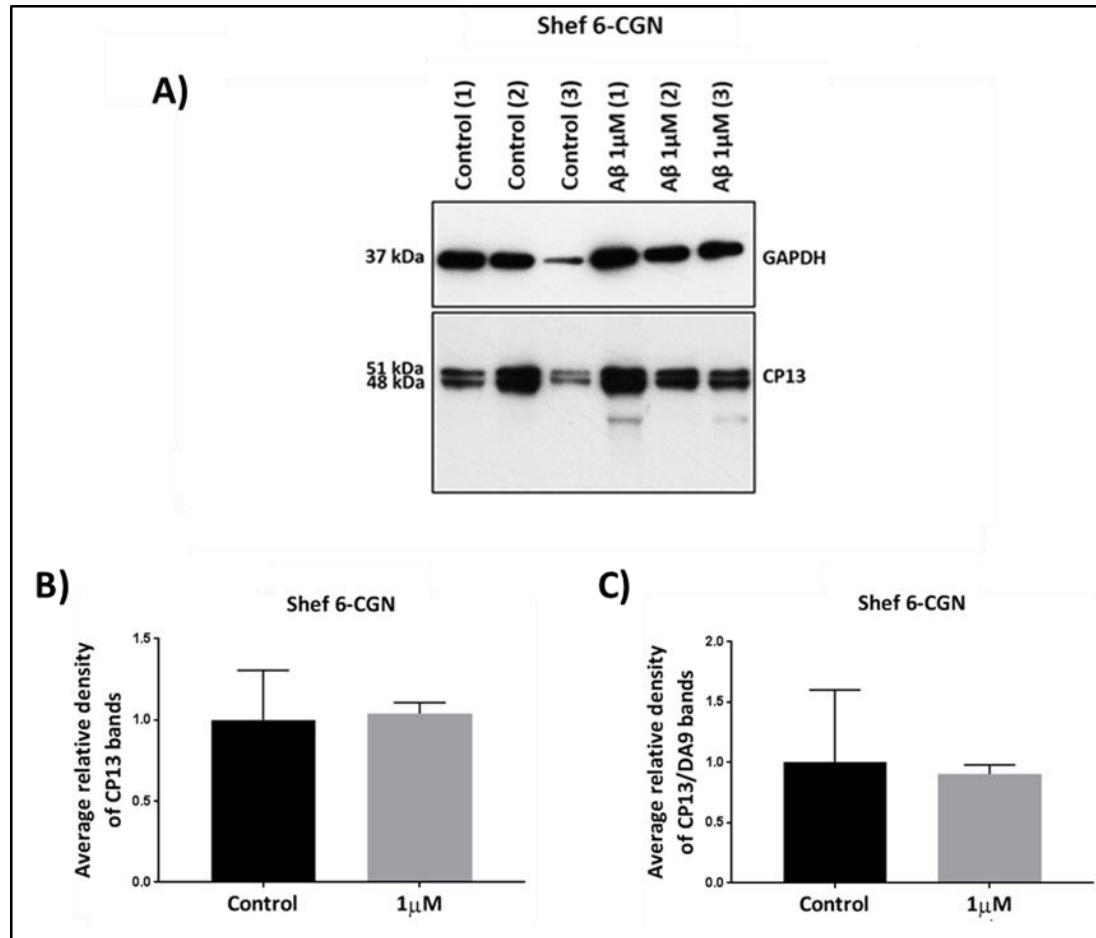 Shef 6-CGN
A)
Control (1)
Control (2)
Control (3)
Aβ 1µM (1)
Aβ 1µM (2)
Aβ 1µM (3)
37 kDa
GAPDH
51 kDa
48 kDa
CP13
B)
Shef 6-CGN
Average relative density
of CP13 bands
1.5
1.0
0.5
0.0
Control
1µM
C)
Shef 6-CGN
Average relative density
of CP13/DA9 bands
2.0
1.5
1.0
0.5
0.0
Control
1µM